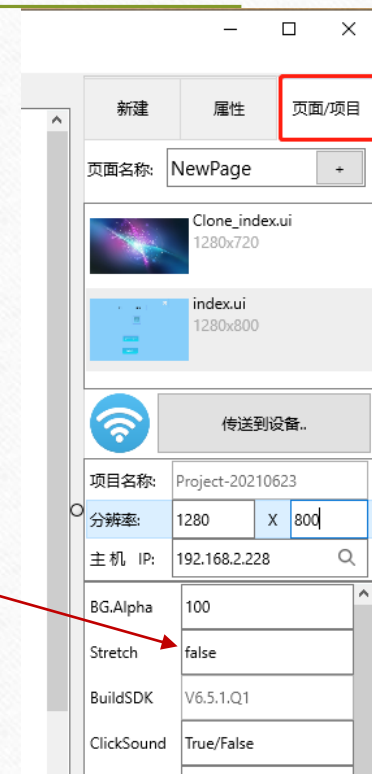 新建 属性 页面/项目
页面名称: NewPage +
Clone_index.ui
1280x720
index.ui
1280x800
传送到设备..
项目名称: Project-20210623
分辨率: 1280 X 800
主机 IP: 192.168.2.228
BG.Alpha 100
Stretch false
BuildSDK V6.5.1.Q1
ClickSound True/False